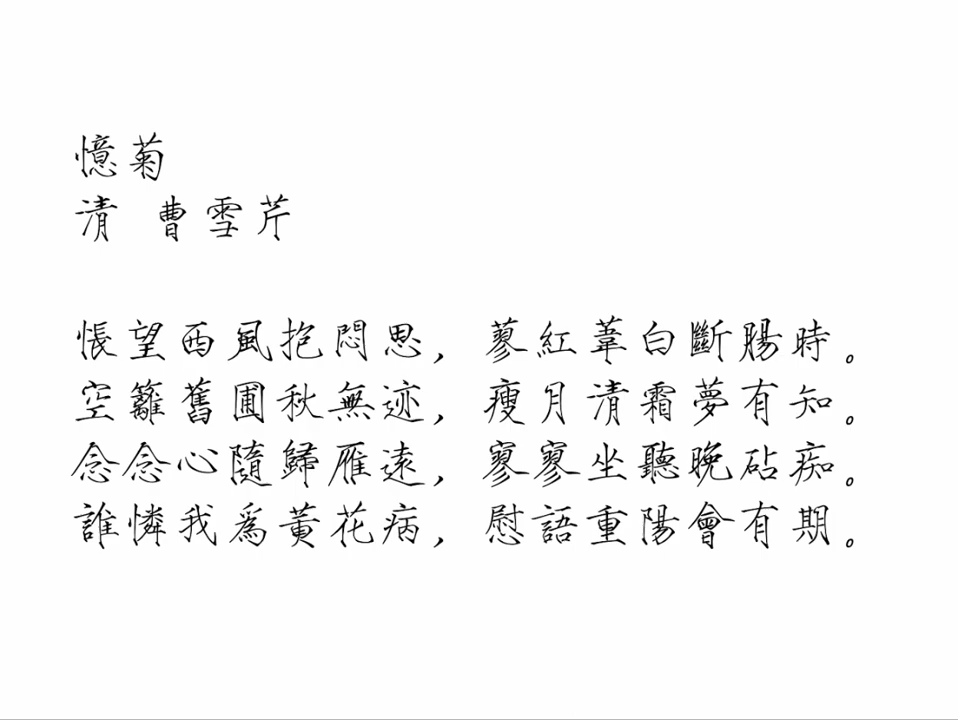 憶菊
清 曹雪芹
悵望西風抱悶思，蓼紅葦白斷腸時。
空籬舊圃秋無迹，瘦月清霜夢有知。
念念心隨歸雁遠，寥寥坐聽晚砧痴。
誰憐我為黃花病，慰語重陽會有期。